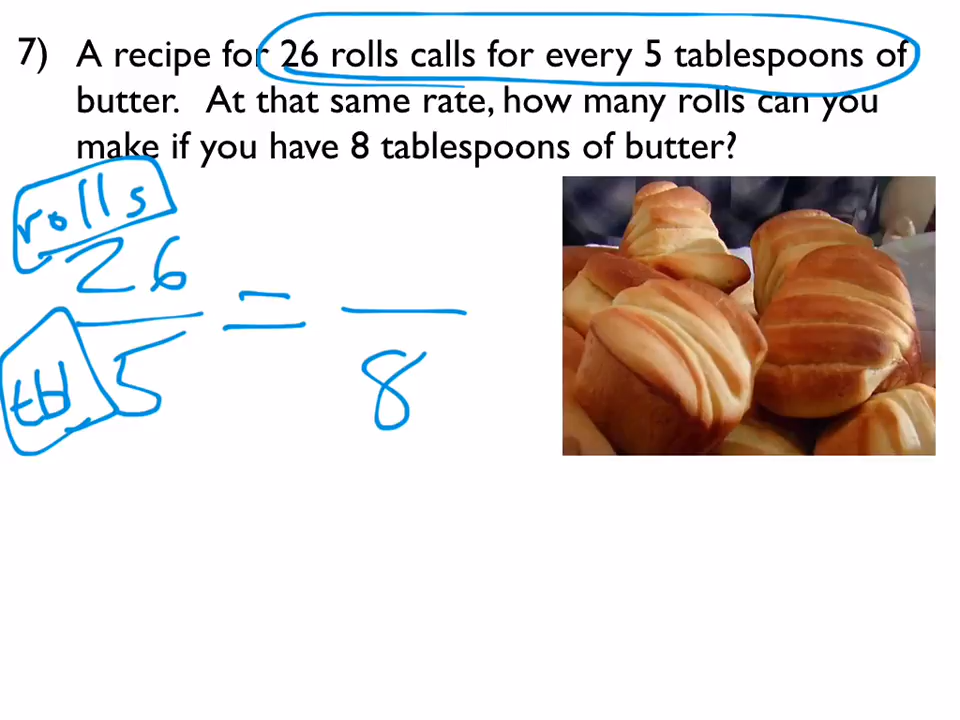 7) A recipe for 26 rolls calls for every 5 tablespoons of
butter. At that same rate, how many rolls can you
make if you have 8 tablespoons of butter?
rolls
26
=
tbl 5
8